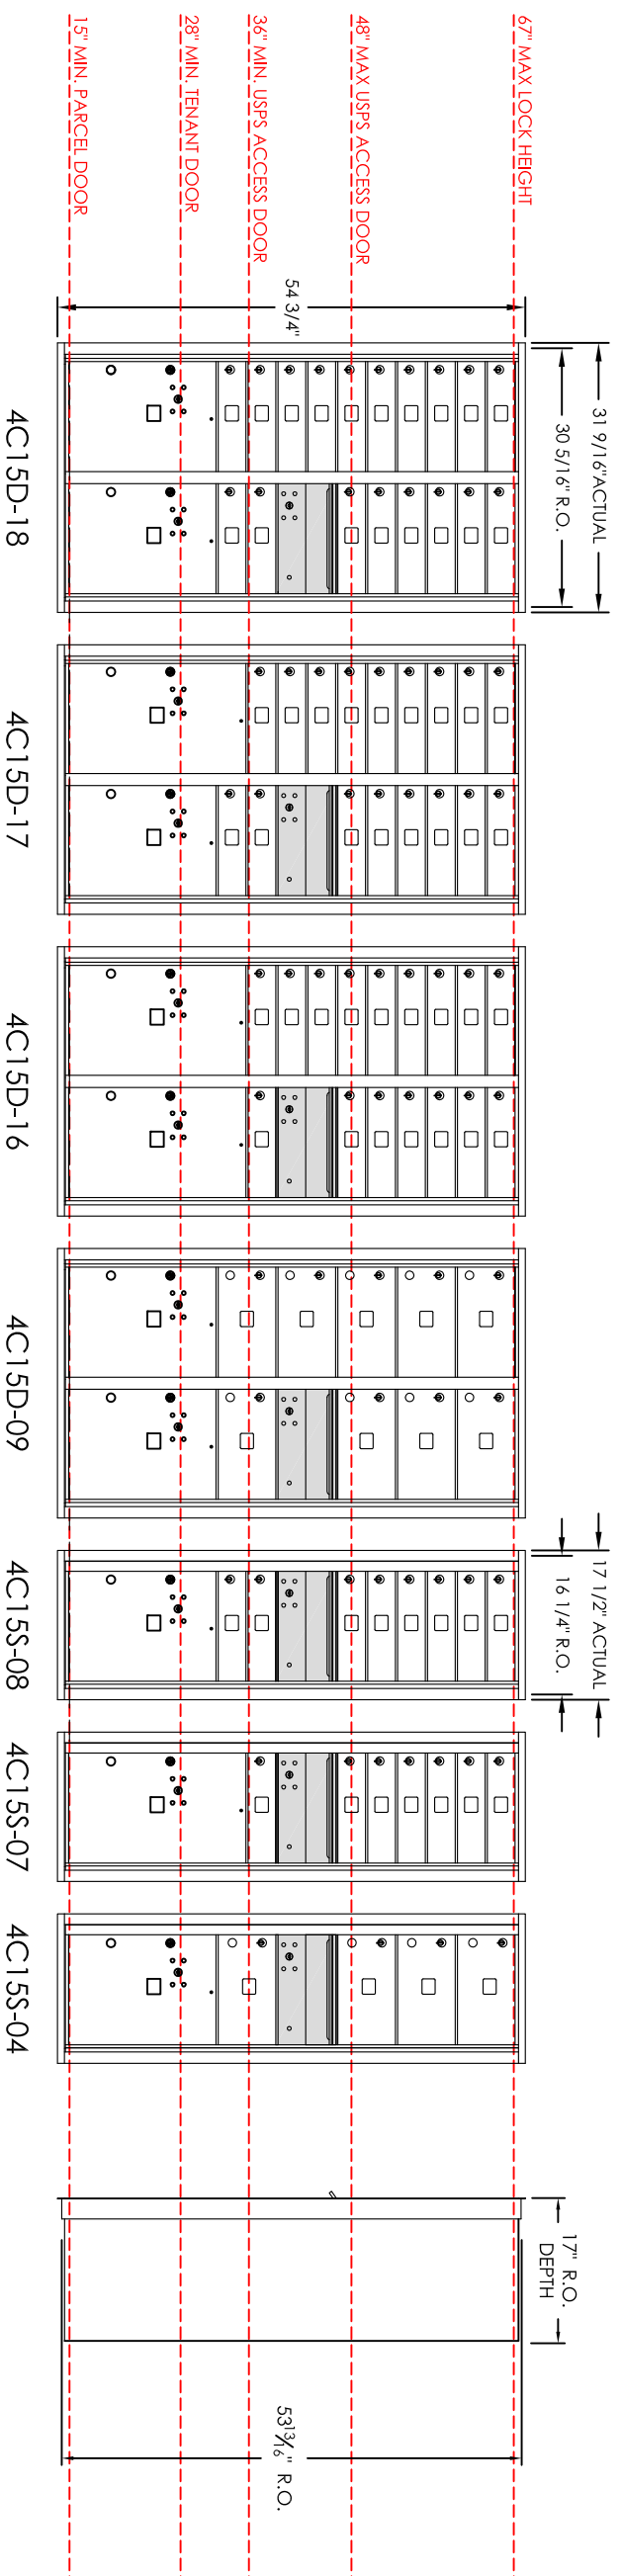 67" MAX LOCK HEIGHT
48" MAX USPS ACCESS DOOR
36" MIN. USPS ACCESS DOOR
28" MIN. TENANT DOOR
15" MIN. PARCEL DOOR
31 9/16" ACTUAL
30 5/16" R.O.
54 3/4"
17 1/2" ACTUAL
16 1/4" R.O.
17" R.O.
DEPTH
53 13/16" R.O.
4C15D-18
4C15D-17
4C15D-16
4C15D-09
4C15S-08
4C15S-07
4C15S-04